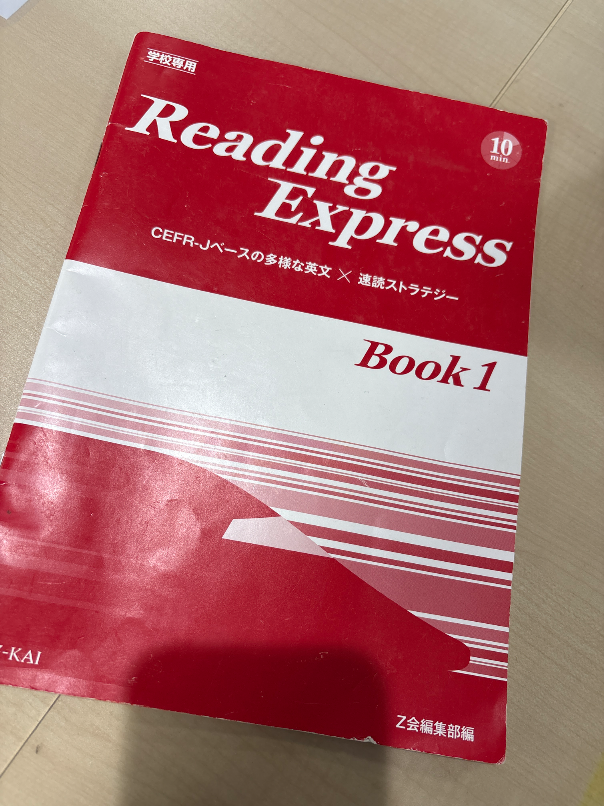 学校専用
Reading
Express
10
min.
CEFR-Jベースの多様な英文 × 速読ストラテジー
Book 1
-KAI
Z会編集部編